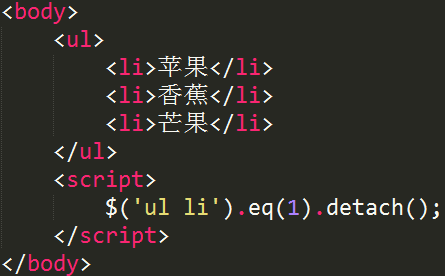 <body>
    <ul>
        <li>苹果</li>
        <li>香蕉</li>
        <li>芒果</li>
    </ul>
    <script>
        $('ul li').eq(1).detach();
    </script>
</body>